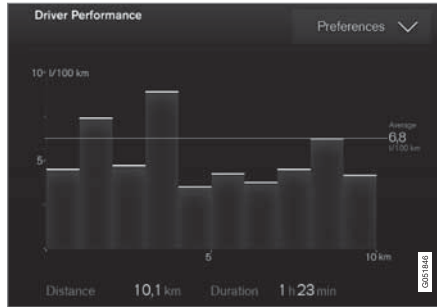 Driver Performance
Preferences
10 l/100 km
Average
6,8
l/100 km
5
5
10 km
Distance 10,1 km Duration 1 h 23 min
G051846